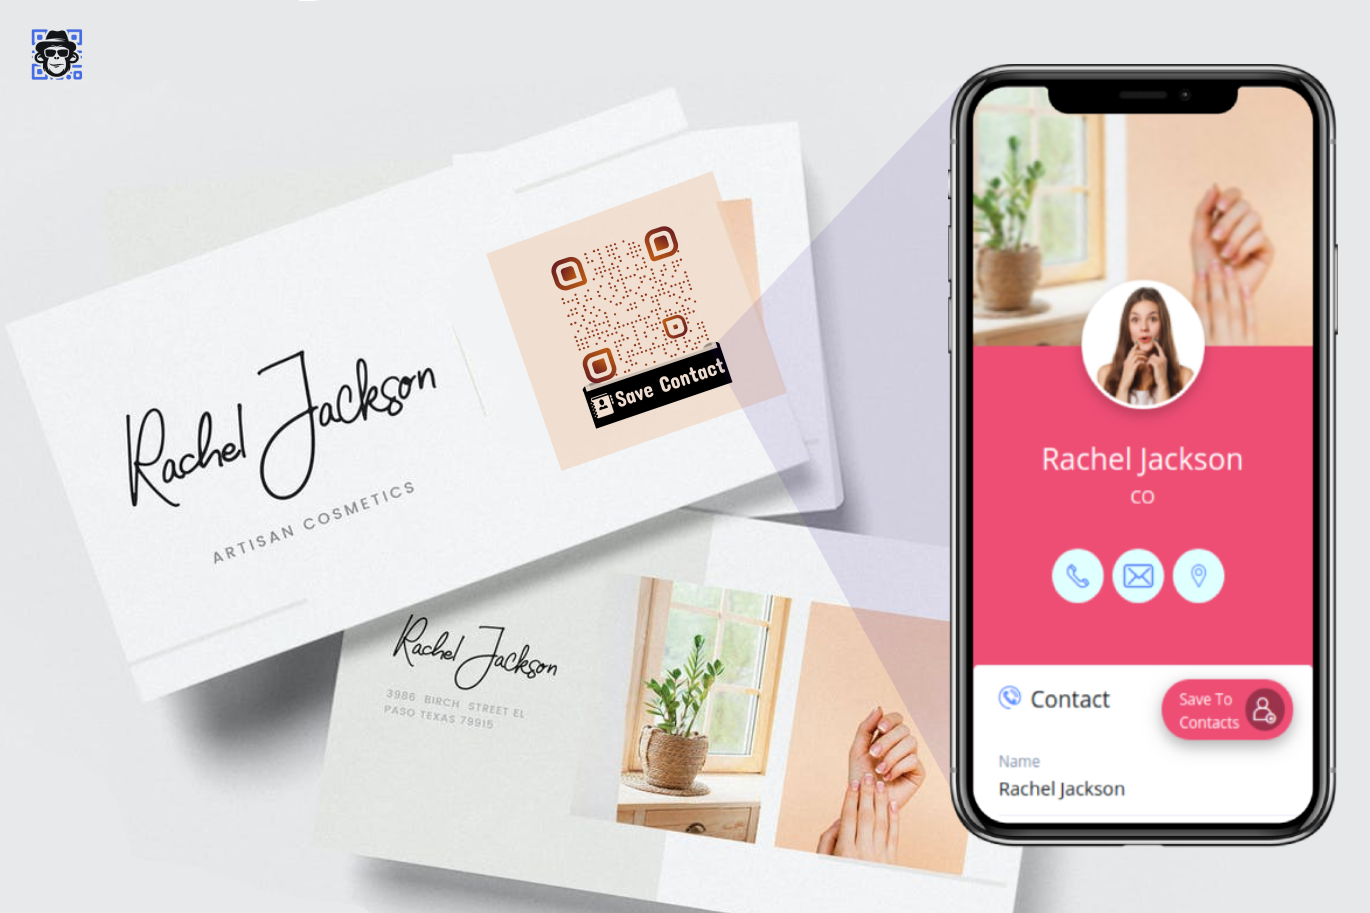 Rachel Jackson
ARTISAN COSMETICS
Save Contact
Rachel Jackson
3986 BIRCH STREET EL
PASO TEXAS 79915
Rachel Jackson
CO
Contact
Save To
Contacts
Name
Rachel Jackson